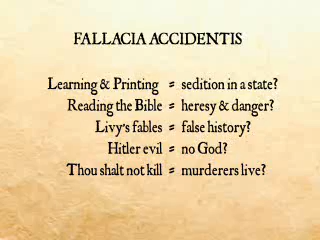 FALLACIA ACCIDENTIS
Learning & Printing = sedition in a state?
Reading the Bible = heresy & danger?
Livy's fables = false history?
Hitler evil = no God?
Thou shalt not kill = murderers live?